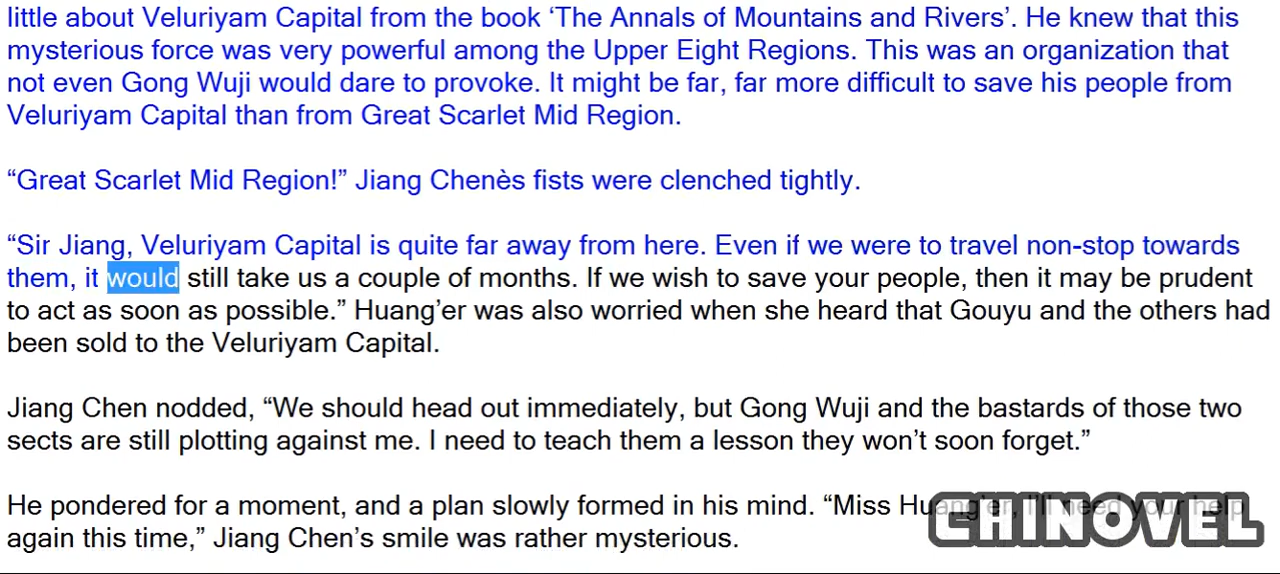 little about Veluriyam Capital from the book ‘The Annals of Mountains and Rivers’. He knew that this
mysterious force was very powerful among the Upper Eight Regions. This was an organization that
not even Gong Wuji would dare to provoke. It might be far, far more difficult to save his people from
Veluriyam Capital than from Great Scarlet Mid Region.
“Great Scarlet Mid Region!” Jiang Chenès fists were clenched tightly.
“Sir Jiang, Veluriyam Capital is quite far away from here. Even if we were to travel non-stop towards
them, it would still take us a couple of months. If we wish to save your people, then it may be prudent
to act as soon as possible.” Huang’er was also worried when she heard that Gouyu and the others had
been sold to the Veluriyam Capital.
Jiang Chen nodded, “We should head out immediately, but Gong Wuji and the bastards of those two
sects are still plotting against me. I need to teach them a lesson they won’t soon forget.”
He pondered for a moment, and a plan slowly formed in his mind. “Miss Huang’er, I’ll need your help
again this time,” Jiang Chen’s smile was rather mysterious.
CHINOVEL